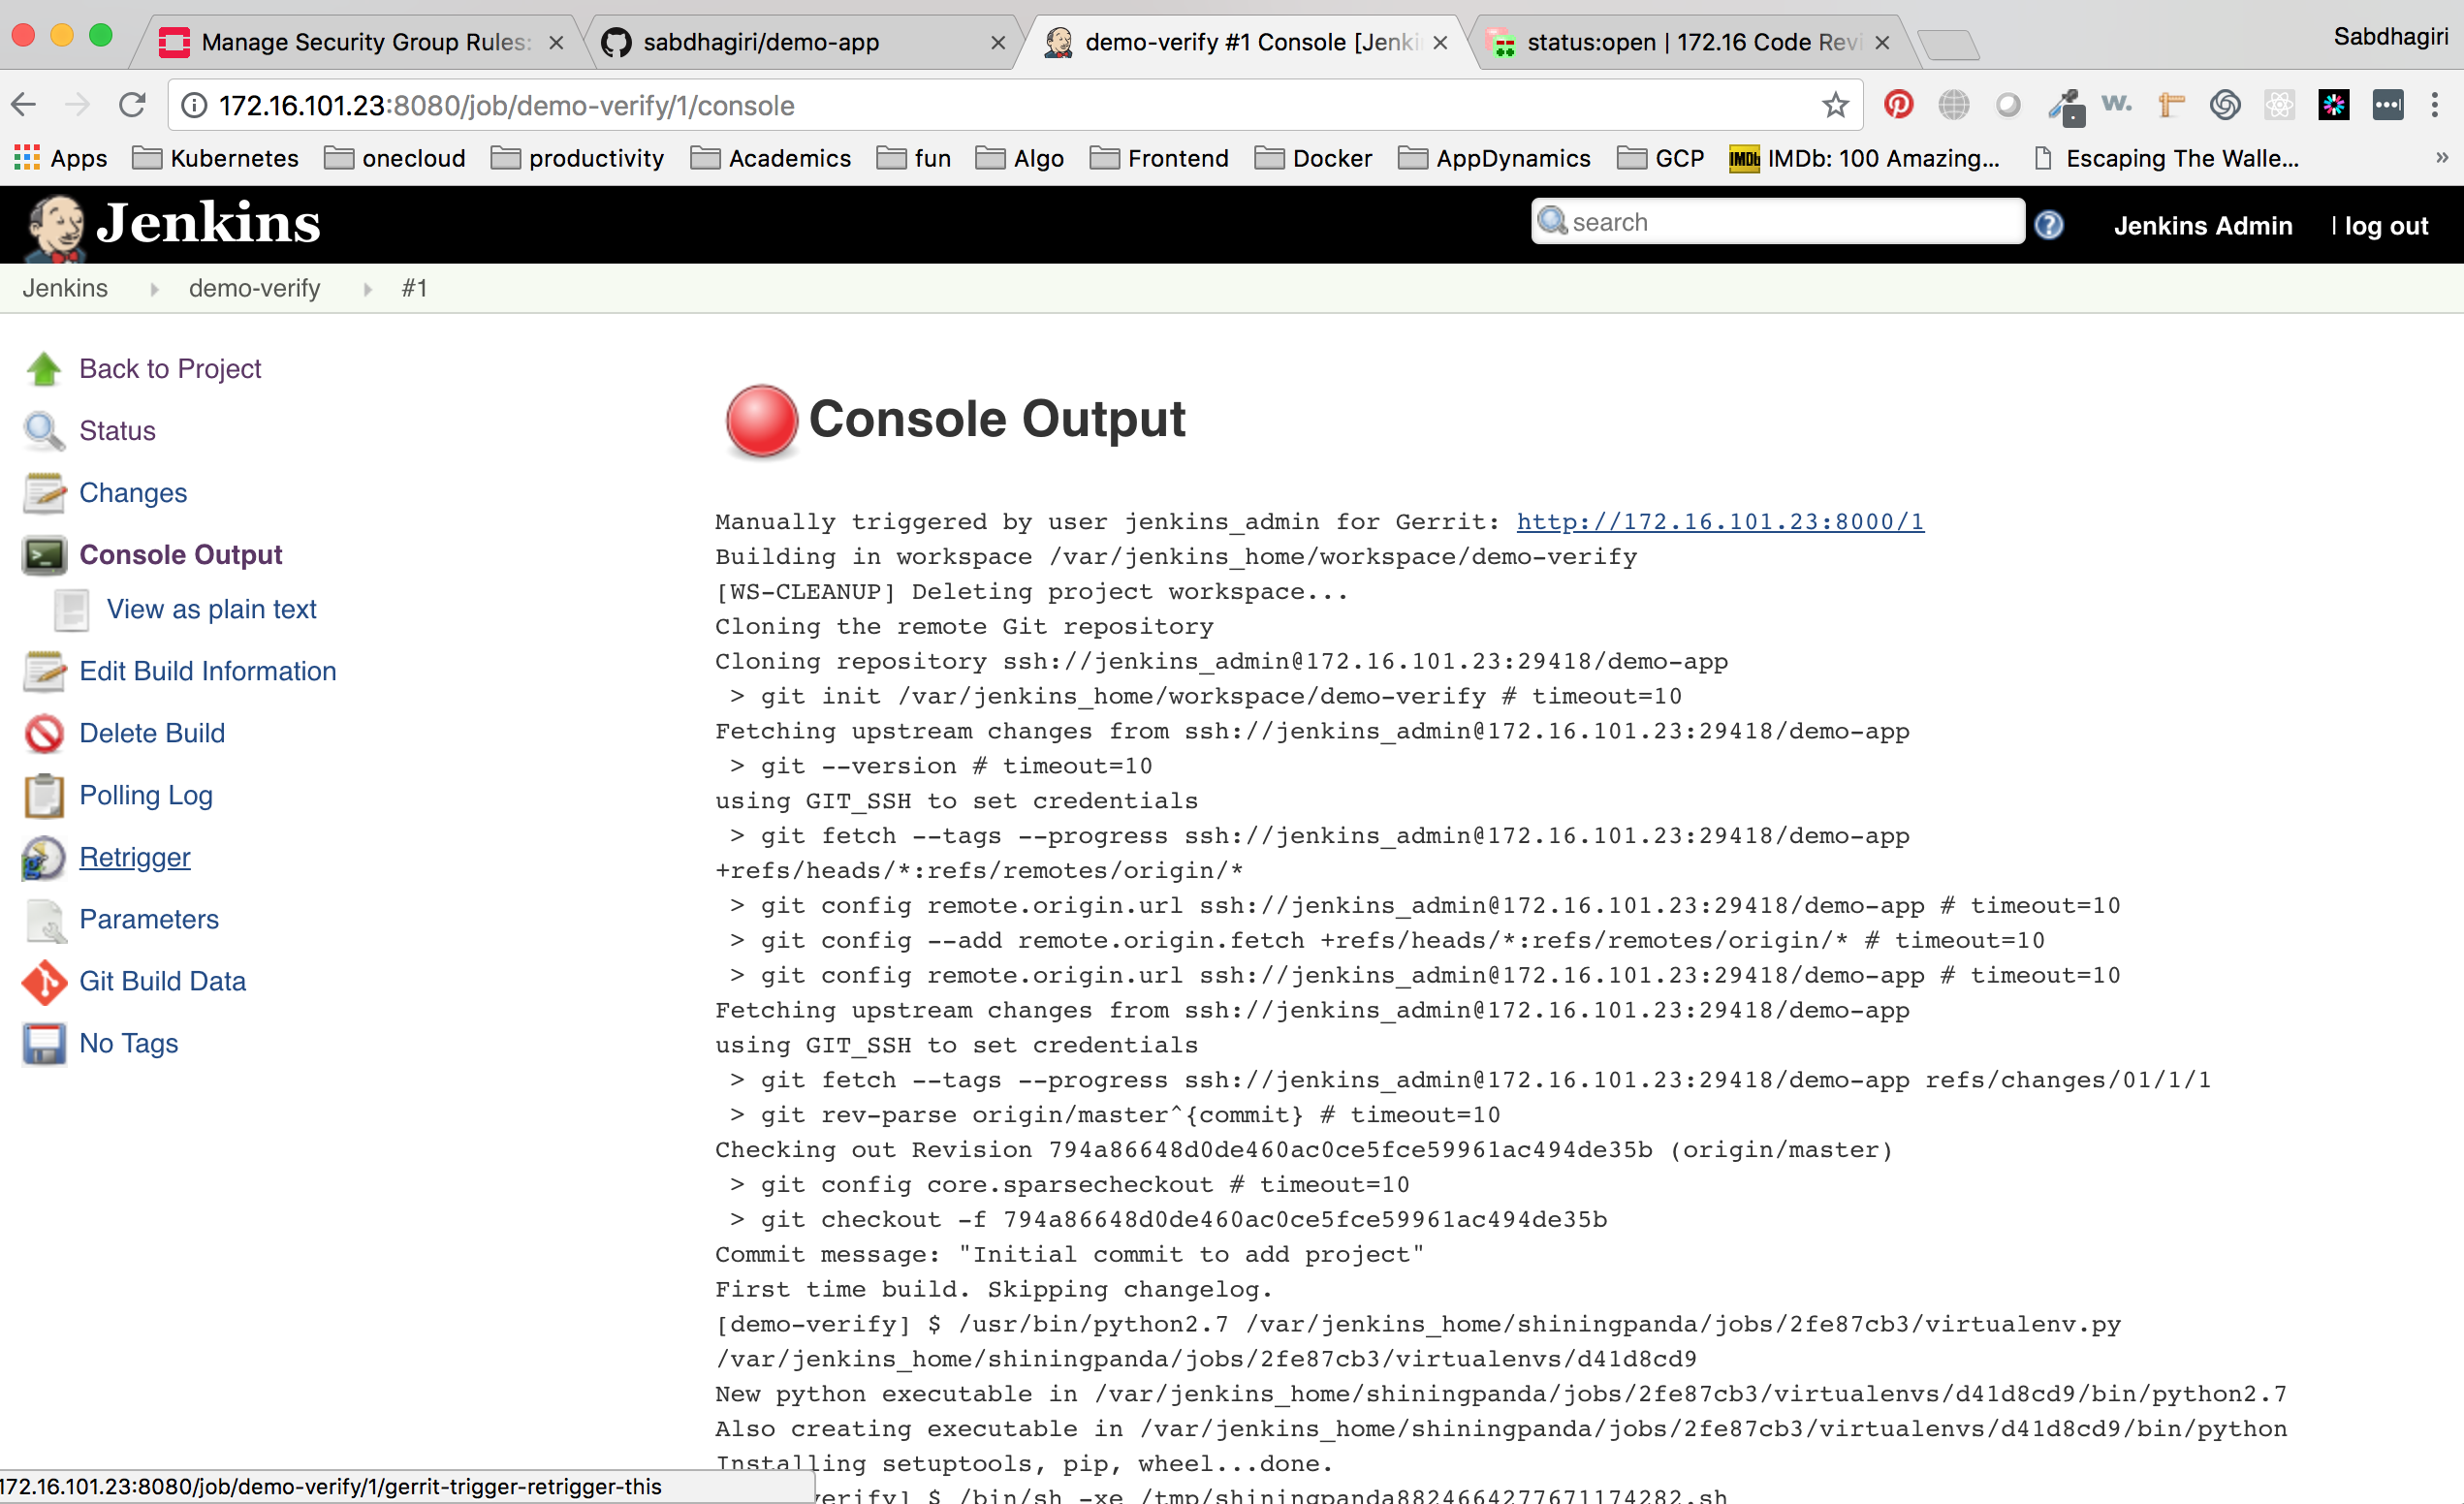 Manage Security Group Rules:
sabdhagiri/demo-app
demo-verify #1 Console [Jenki
status:open | 172.16 Code Revi
Sabdhagiri
172.16.101.23:8080/job/demo-verify/1/console
Apps Kubernetes onecloud productivity Academics fun Algo Frontend Docker AppDynamics GCP IMDb IMDb: 100 Amazing... Escaping The Walle... »
Jenkins
search
Jenkins Admin | log out
Jenkins demo-verify #1
Back to Project
Status
Changes
Console Output
View as plain text
Edit Build Information
Delete Build
Polling Log
Retrigger
Parameters
Git Build Data
No Tags
Console Output
Manually triggered by user jenkins_admin for Gerrit: http://172.16.101.23:8000/1
Building in workspace /var/jenkins_home/workspace/demo-verify
[WS-CLEANUP] Deleting project workspace...
Cloning the remote Git repository
Cloning repository ssh://jenkins_admin@172.16.101.23:29418/demo-app
> git init /var/jenkins_home/workspace/demo-verify # timeout=10
Fetching upstream changes from ssh://jenkins_admin@172.16.101.23:29418/demo-app
> git --version # timeout=10
using GIT_SSH to set credentials
> git fetch --tags --progress ssh://jenkins_admin@172.16.101.23:29418/demo-app
+refs/heads/*:refs/remotes/origin/*
> git config remote.origin.url ssh://jenkins_admin@172.16.101.23:29418/demo-app # timeout=10
> git config --add remote.origin.fetch +refs/heads/*:refs/remotes/origin/* # timeout=10
> git config remote.origin.url ssh://jenkins_admin@172.16.101.23:29418/demo-app # timeout=10
Fetching upstream changes from ssh://jenkins_admin@172.16.101.23:29418/demo-app
using GIT_SSH to set credentials
> git fetch --tags --progress ssh://jenkins_admin@172.16.101.23:29418/demo-app refs/changes/01/1/1
> git rev-parse origin/master^{commit} # timeout=10
Checking out Revision 794a86648d0de460ac0ce5fce59961ac494de35b (origin/master)
> git config core.sparsecheckout # timeout=10
> git checkout -f 794a86648d0de460ac0ce5fce59961ac494de35b
Commit message: "Initial commit to add project"
First time build. Skipping changelog.
[demo-verify] $ /usr/bin/python2.7 /var/jenkins_home/shiningpanda/jobs/2fe87cb3/virtualenv.py
/var/jenkins_home/shiningpanda/jobs/2fe87cb3/virtualenvs/d41d8cd9
New python executable in /var/jenkins_home/shiningpanda/jobs/2fe87cb3/virtualenvs/d41d8cd9/bin/python2.7
Also creating executable in /var/jenkins_home/shiningpanda/jobs/2fe87cb3/virtualenvs/d41d8cd9/bin/python
Installing setuptools, pip, wheel...done.
verify] $ /bin/sh -xe /tmp/shiningpanda8824664277671174282.sh
172.16.101.23:8080/job/demo-verify/1/gerrit-trigger-retrigger-this